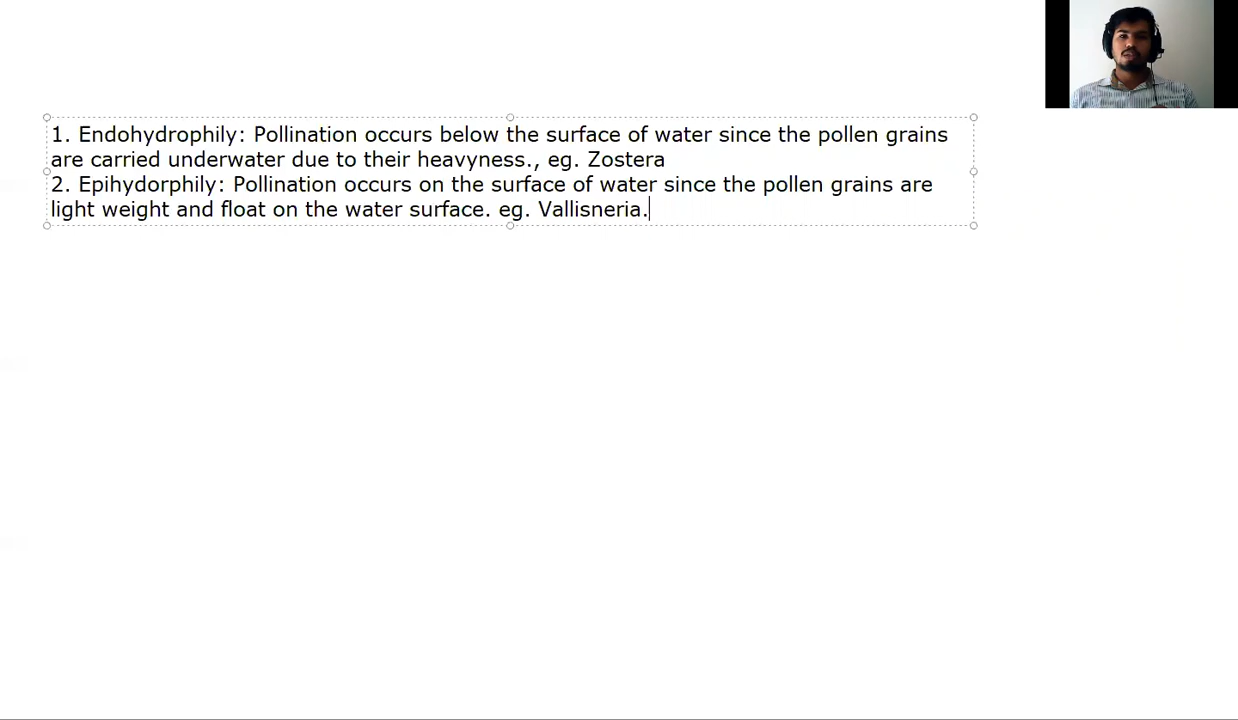 1. Endohydrophily: Pollination occurs below the surface of water since the pollen grains
are carried underwater due to their heavyness., eg. Zostera
2. Epihydorphily: Pollination occurs on the surface of water since the pollen grains are
light weight and float on the water surface. eg. Vallisneria.